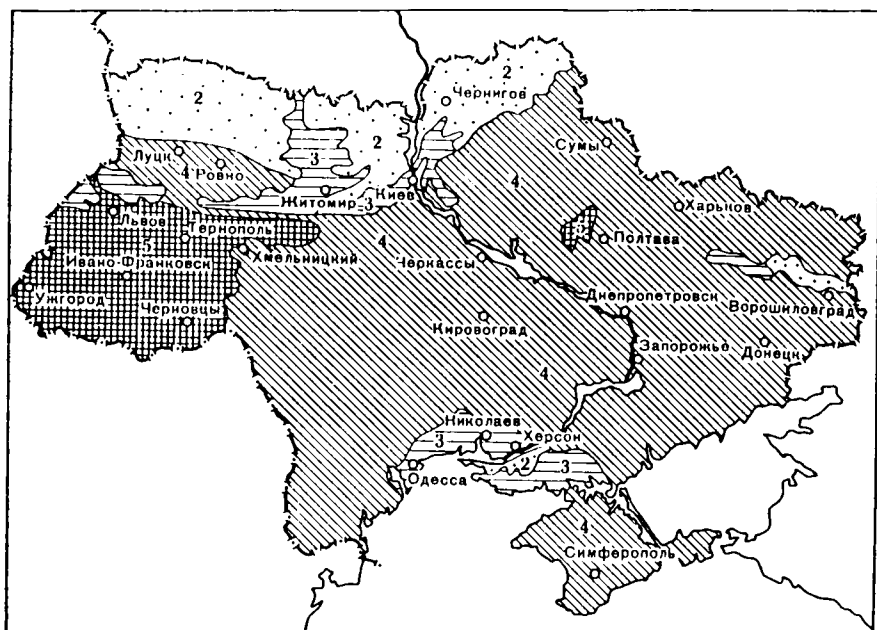 2
2
Чернигов
2
Сумы
3
Луцк
4
Ровно
4
Житомир
3
Киев
Харьков
Львов
Тернополь
5
Полтава
5
4
Хмельницкий
Черкассы
Ивано-Франковск
Ужгород
Днепропетровск
Ворошиловград
Черновцы
Кировоград
Запорожье
Донецк
4
Николаев
3
Херсон
2
3
Одесса
4
Симферополь